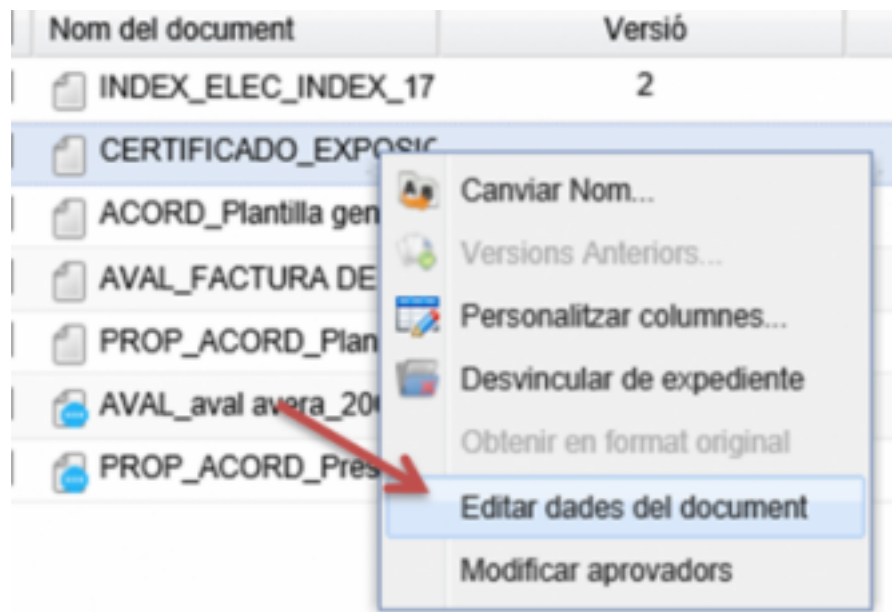 Nom del document Versió
INDEX_ELEC_INDEX_17 2
CERTIFICADO_EXPOSIC
ACORD_Plantilla gen
AVAL_FACTURA DE
PROP_ACORD_Plan
AVAL_aval avera_200
PROP_ACORD_Pres
Canviar Nom...
Versions Anteriors...
Personalitzar columnes...
Desvincular de expediente
Obtenir en format original
Editar dades del document
Modificar aprovadors